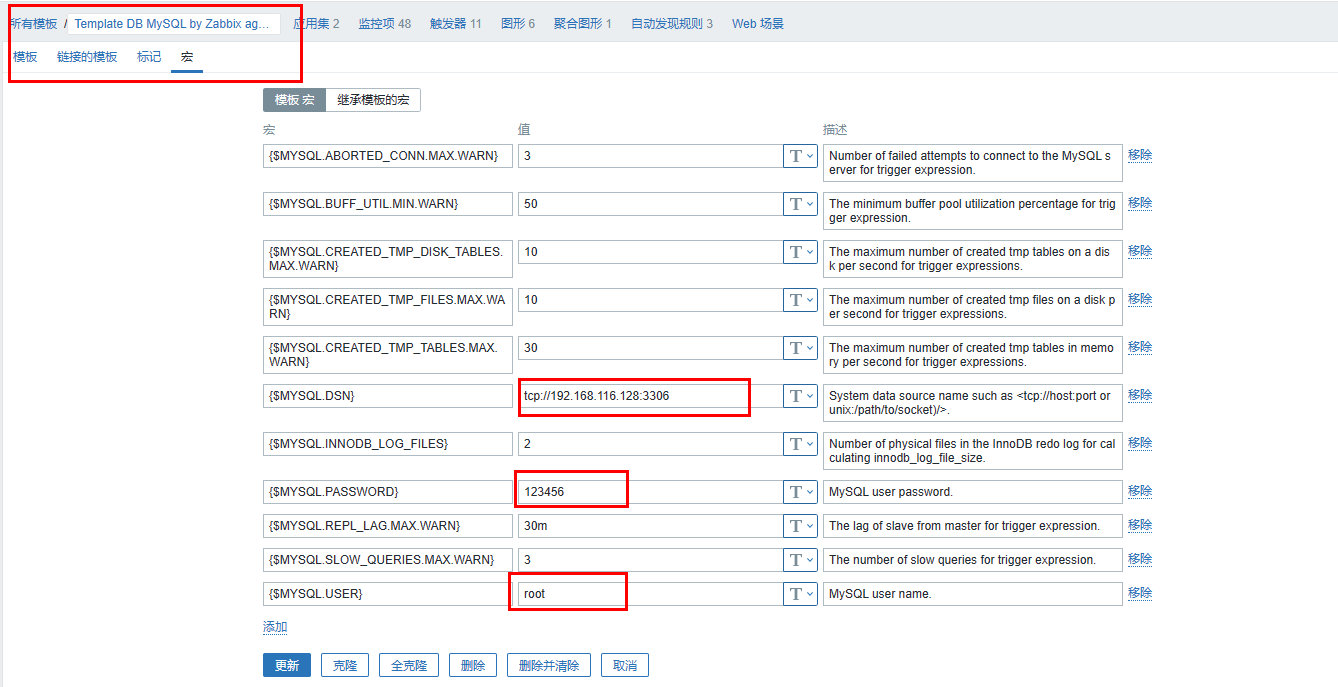 所有模板 / Template DB MySQL by Zabbix ag... 应用集 2 监控项 48 触发器 11 图形 6 聚合图形 1 自动发现规则 3 Web 场景
模板 链接的模板 标记 宏
模板 宏 继承模板的宏
宏 值 描述
{$MYSQL.ABORTED_CONN.MAX.WARN} 3 T Number of failed attempts to connect to the MySQL s 移除
erver for trigger expression.
{$MYSQL.BUFF_UTIL.MIN.WARN} 50 T The minimum buffer pool utilization percentage for trig 移除
ger expression.
{$MYSQL.CREATED_TMP_DISK_TABLES. 10 T The maximum number of created tmp tables on a dis 移除
MAX.WARN} k per second for trigger expressions.
{$MYSQL.CREATED_TMP_FILES.MAX.WA 10 T The maximum number of created tmp files on a disk p 移除
RN} er second for trigger expressions.
{$MYSQL.CREATED_TMP_TABLES.MAX. 30 T The maximum number of created tmp tables in memo 移除
WARN} ry per second for trigger expressions.
{$MYSQL.DSN} tcp://192.168.116.128:3306 T System data source name such as <tcp://host:port or 移除
unix:/path/to/socket)/>.
{$MYSQL.INNODB_LOG_FILES} 2 T Number of physical files in the InnoDB redo log for cal 移除
culating innodb_log_file_size.
{$MYSQL.PASSWORD} 123456 T MySQL user password. 移除
{$MYSQL.REPL_LAG.MAX.WARN} 30m T The lag of slave from master for trigger expression. 移除
{$MYSQL.SLOW_QUERIES.MAX.WARN} 3 T The number of slow queries for trigger expression. 移除
{$MYSQL.USER} root T MySQL user name. 移除
添加
更新 克隆 全克隆 删除 删除并清除 取消